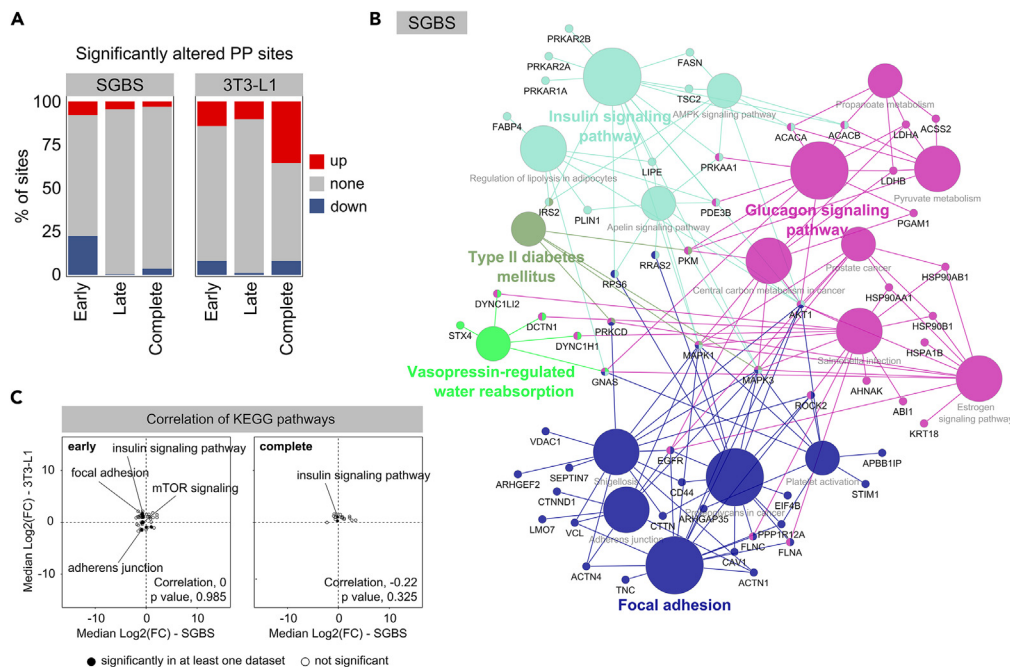 A
Significantly altered PP sites
SGBS
3T3-L1
100
75
50
25
0
% of sites
up
none
down
Early
Late
Complete
Early
Late
Complete
B
SGBS
PRKAR2B
PRKAR2A
PRKAR1A
FASN
TSC2
Insulin signaling
pathway
AMPK signaling pathway
Propanoate metabolism
ACACA
ACACB
LDHA
ACSS2
FABP4
Regulation of lipolysis in adipocytes
LIPE
PRKAA1
LDHB
Pyruvate metabolism
IRS2
PLIN1
Apelin signaling pathway
PDE3B
Glucagon signaling
pathway
PGAM1
Type II diabetes
mellitus
RRAS2
PKM
RPS6
Central carbon metabolism in cancer
Prostate cancer
HSP90AB1
HSP90AA1
DYNC1LI2
DCTN1
PRKCD
AKT1
HSP90B1
STX4
DYNC1H1
MAPK1
Salmonella infection
HSPA1B
Vasopressin-regulated
water reabsorption
GNAS
MAPK3
AHNAK
ABI1
Estrogen
signaling pathway
ROCK2
KRT18
VDAC1
EGFR
APBB1IP
ARHGEF2
SEPTIN7
Shigellosis
CD44
Platelet activation
STIM1
CTNND1
EIF4B
Proteoglycans in cancer
LMO7
VCL
CTTN
ARHGAP35
PPP1R12A
Adherens junction
FLNC
FLNA
ACTN4
CAV1
TNC
ACTN1
Focal adhesion
C
Correlation of KEGG pathways
early
complete
insulin signaling pathway
focal adhesion
mTOR signaling
adherens junction
insulin signaling pathway
10
0
-10
Median Log2(FC) - 3T3-L1
Correlation, 0
p value, 0.985
Correlation, -0.22
p value, 0.325
-10
0
10
-10
0
10
Median Log2(FC) - SGBS
Median Log2(FC) - SGBS
significantly in at least one dataset
not significant